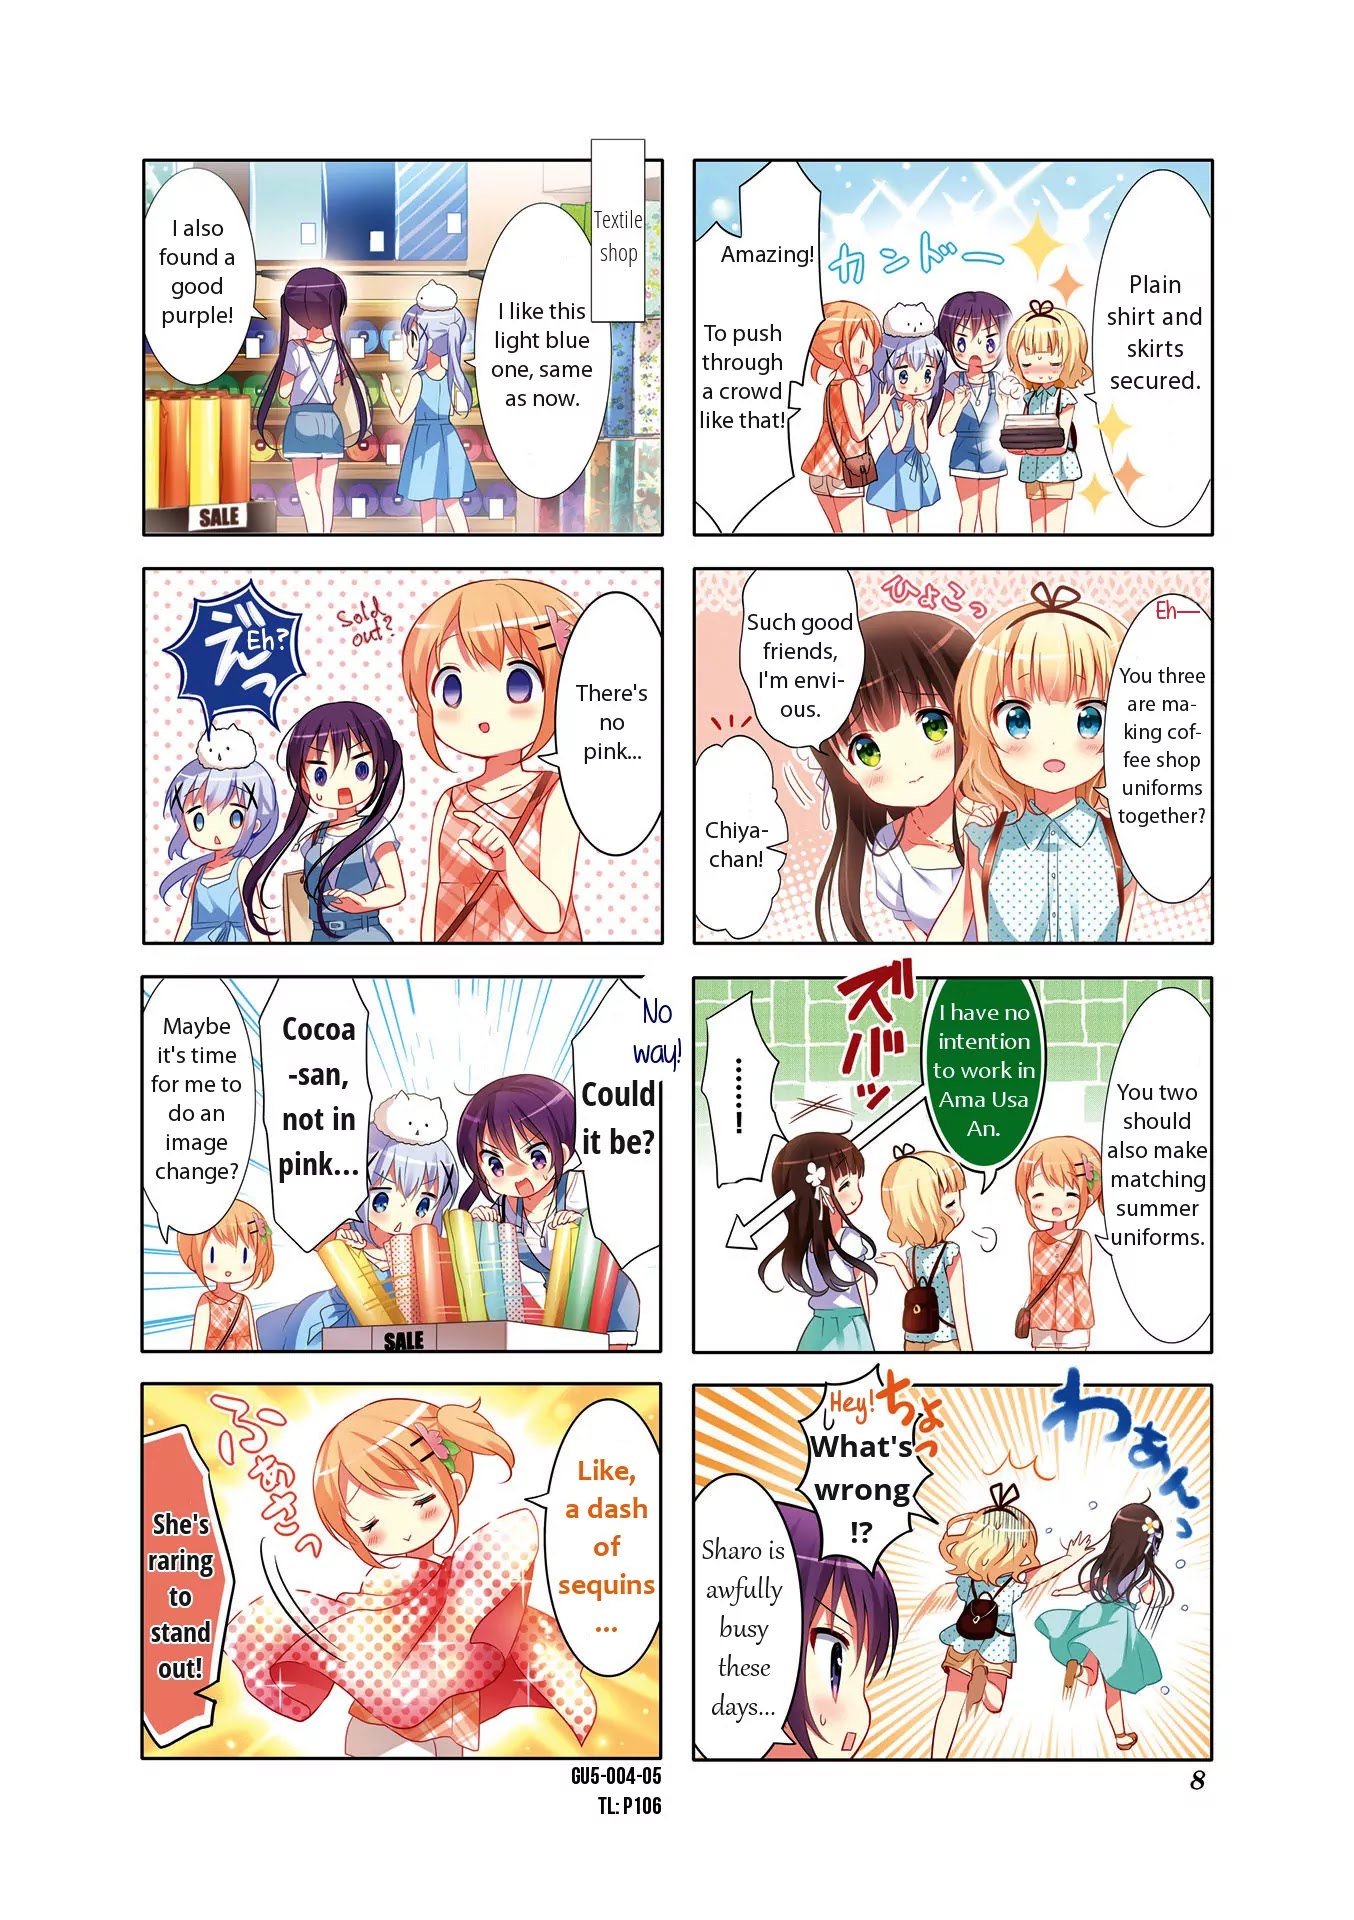 Plain
shirt and
skirts
secured.
カンドー
Amazing!
To push
through
a crowd
like that!
Eh—
You three
are ma-
king cof-
fee shop
uniforms
together?
ひょこっ
Such good
friends,
I'm envi-
ous.
Chiya-
chan!
You two
should
also make
matching
summer
uniforms.
I have no
intention
to work in
Ama Usa
An.
ズバッ
........!
わぁんっ
Hey!
ちょっ
What's
wrong
!?
Sharo is
awfully
busy
these
days...
8
Textile
shop
I like this
light blue
one, same
as now.
I also
found a
good
purple!
SALE
There's
no
pink...
Sold
out?
えっ
Eh?
No
way!
Could
it be?
Cocoa
-san,
not in
pink...
Maybe
it's time
for me to
do an
image
change?
SALE
Like,
a dash
of
sequins
...
ふぁさっ
She's
raring
to
stand
out!
GU5-004-05
TL: P106